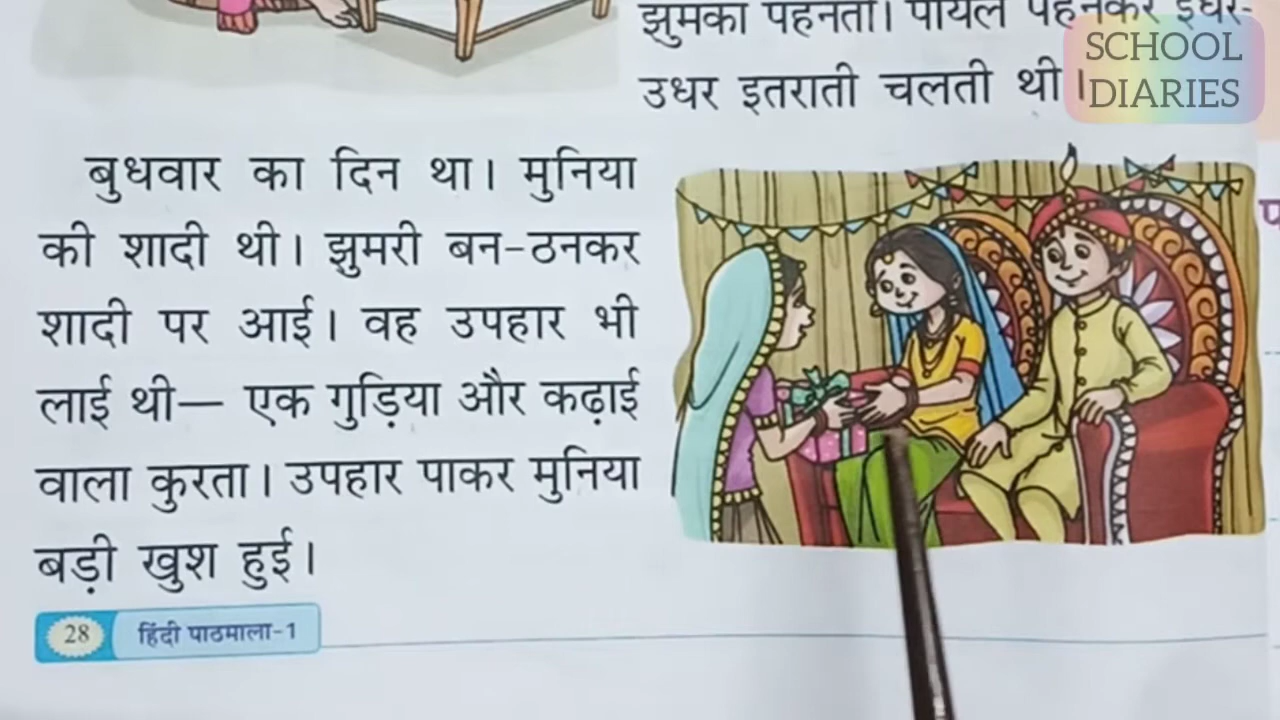 झुमका पहनती। पायल पहनकर इधर-
उधर इतराती चलती थी।
SCHOOL
DIARIES
बुधवार का दिन था। मुनिया
की शादी थी। झुमरी बन-ठनकर
शादी पर आई। वह उपहार भी
लाई थी— एक गुड़िया और कढ़ाई
वाला कुरता। उपहार पाकर मुनिया
बड़ी खुश हुई।
28 हिंदी पाठमाला-1